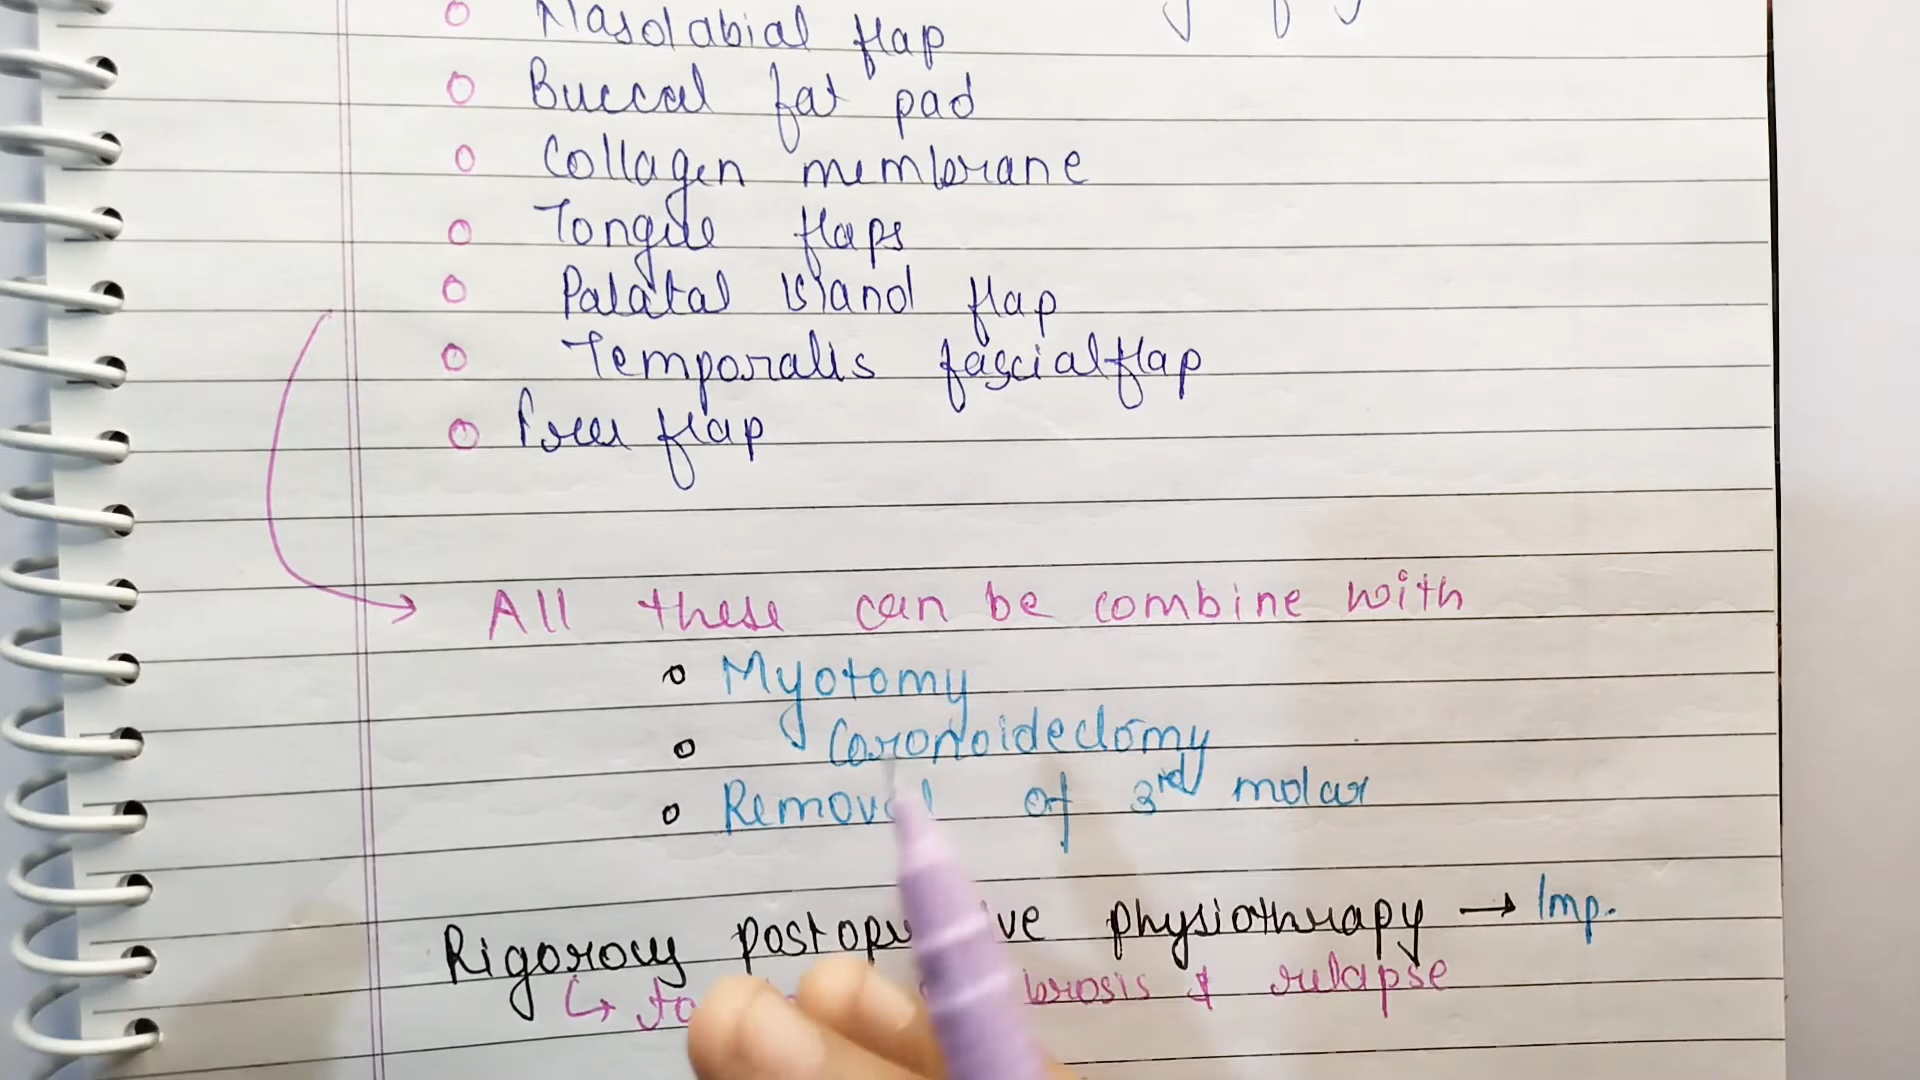 Nasolabial flap
Buccal fat pad
Collagen membrane
Tongue flaps
Palatal island flap
Temporalis fascial flap
Free flap
All these can be combine with
Myotomy
Coronoidectomy
Removal of 3rd molar
Rigorous physiotherapy → Imp.
↳ & relapse